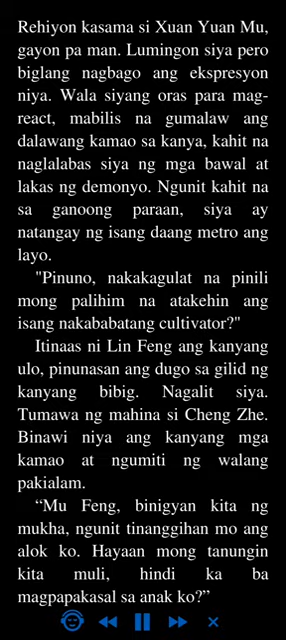 Rehiyon kasama si Xuan Yuan Mu,
gayon pa man. Lumingon siya pero
biglang nagbago ang ekspresyon
niya. Wala siyang oras para mag-
react, mabilis na gumalaw ang
dalawang kamao sa kanya, kahit na
naglalabas siya ng mga bawal at
lakas ng demonyo. Ngunit kahit na
sa ganoong paraan, siya ay
natangay ng isang daang metro ang
layo.
"Pinuno, nakakagulat na pinili
mong palihim na atakehin ang
isang nakababatang cultivator?"
Itinaas ni Lin Feng ang kanyang
ulo, pinunasan ang dugo sa gilid ng
kanyang bibig. Nagalit siya.
Tumawa ng mahina si Cheng Zhe.
Binawi niya ang kanyang mga
kamao at ngumiti ng walang
pakialam.
“Mu Feng, binigyan kita ng
mukha, ngunit tinanggihan mo ang
alok ko. Hayaan mong tanungin
kita muli, hindi ka ba
magpapakasal sa anak ko?”